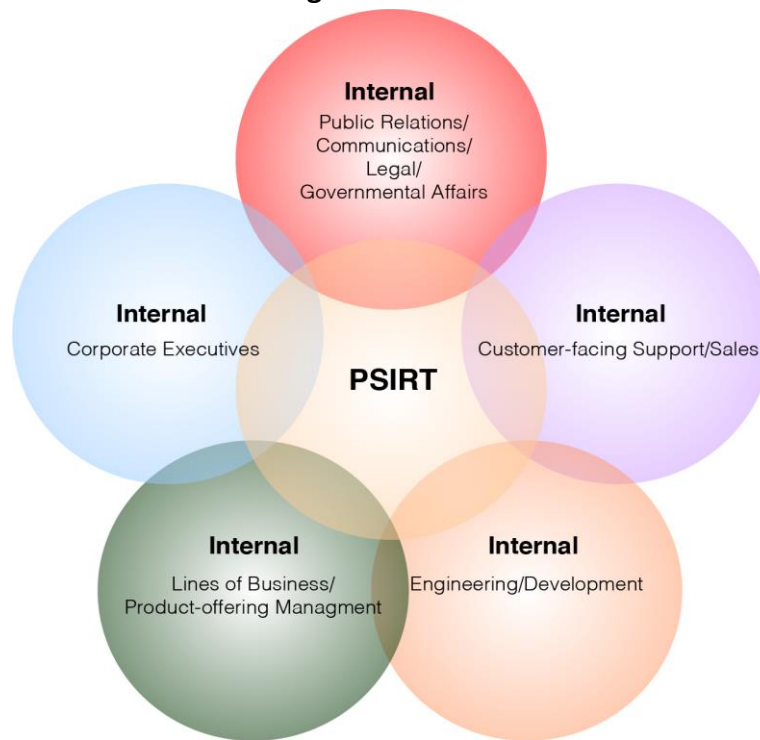 Internal
Public Relations/
Communications/
Legal/
Governmental Affairs
Internal
Corporate Executives
Internal
Customer-facing Support/Sales
PSIRT
Internal
Lines of Business/
Product-offering Managment
Internal
Engineering/Development